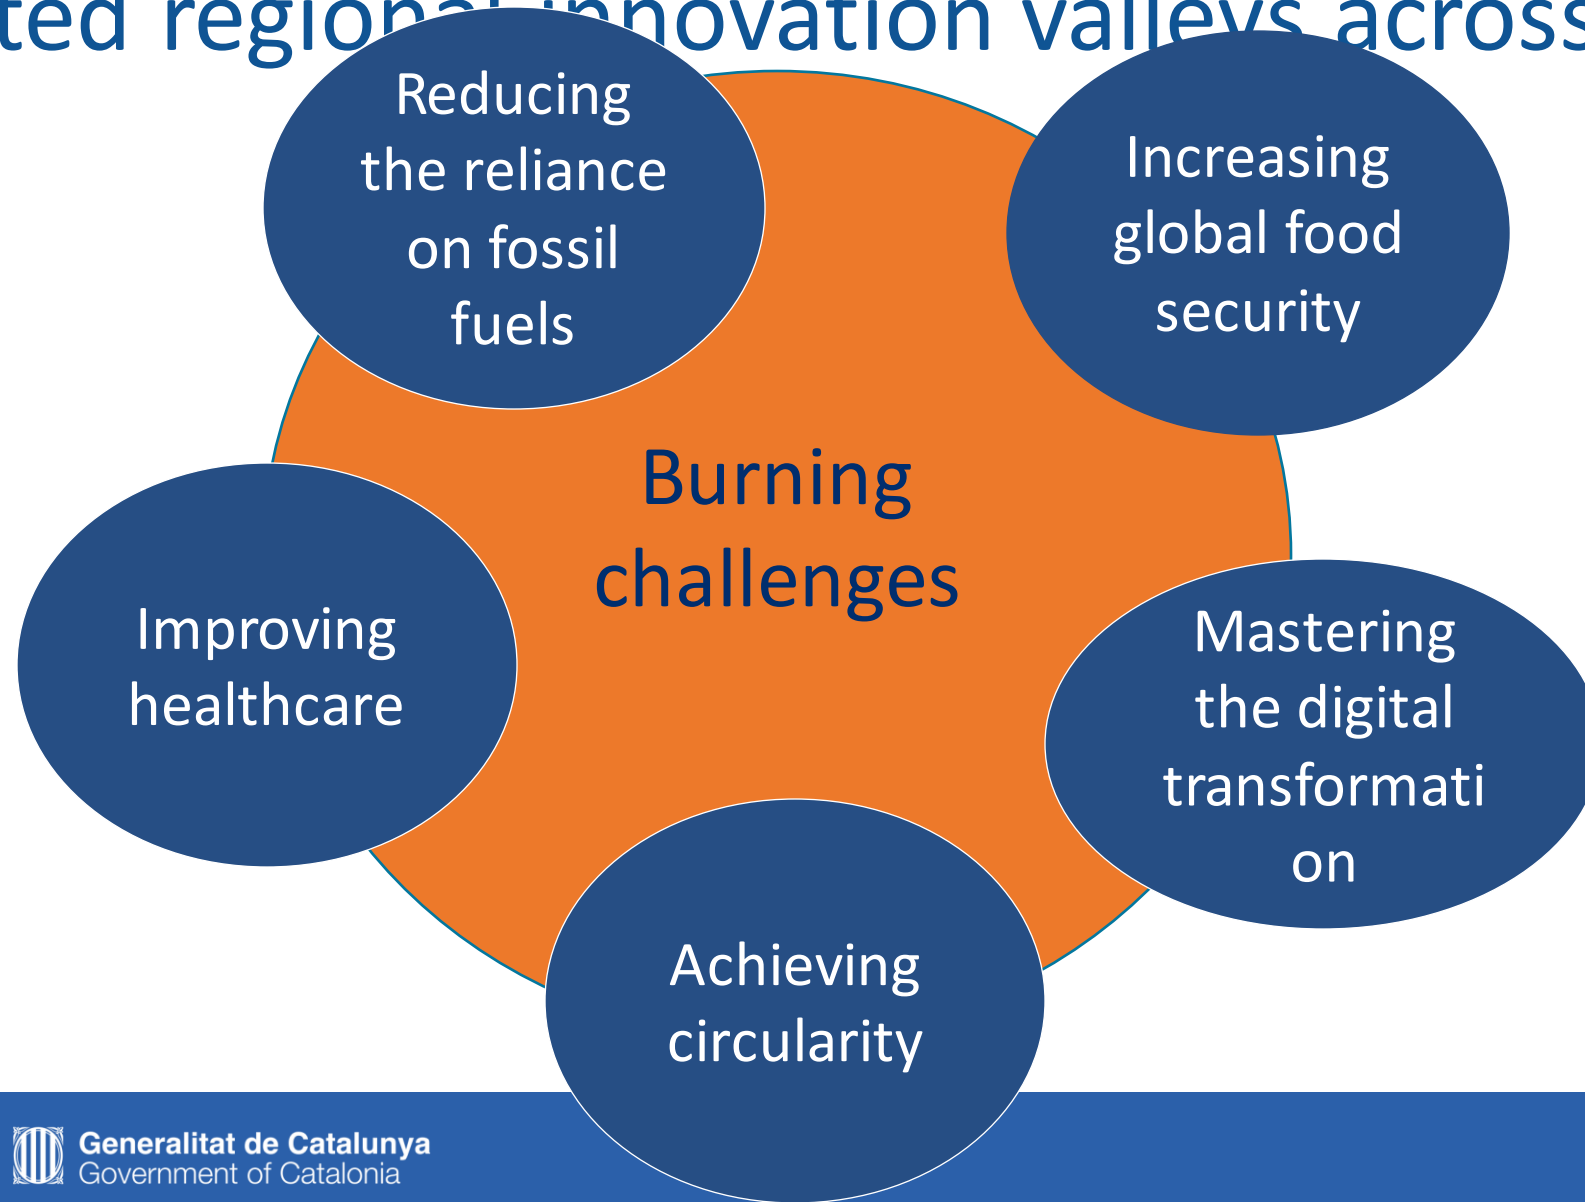 regional innovation valleys across
Reducing
the reliance
on fossil
fuels
Increasing
global food
security
Burning
challenges
Improving
healthcare
Mastering
the digital
transformati
on
Achieving
circularity
Generalitat de Catalunya
Government of Catalonia